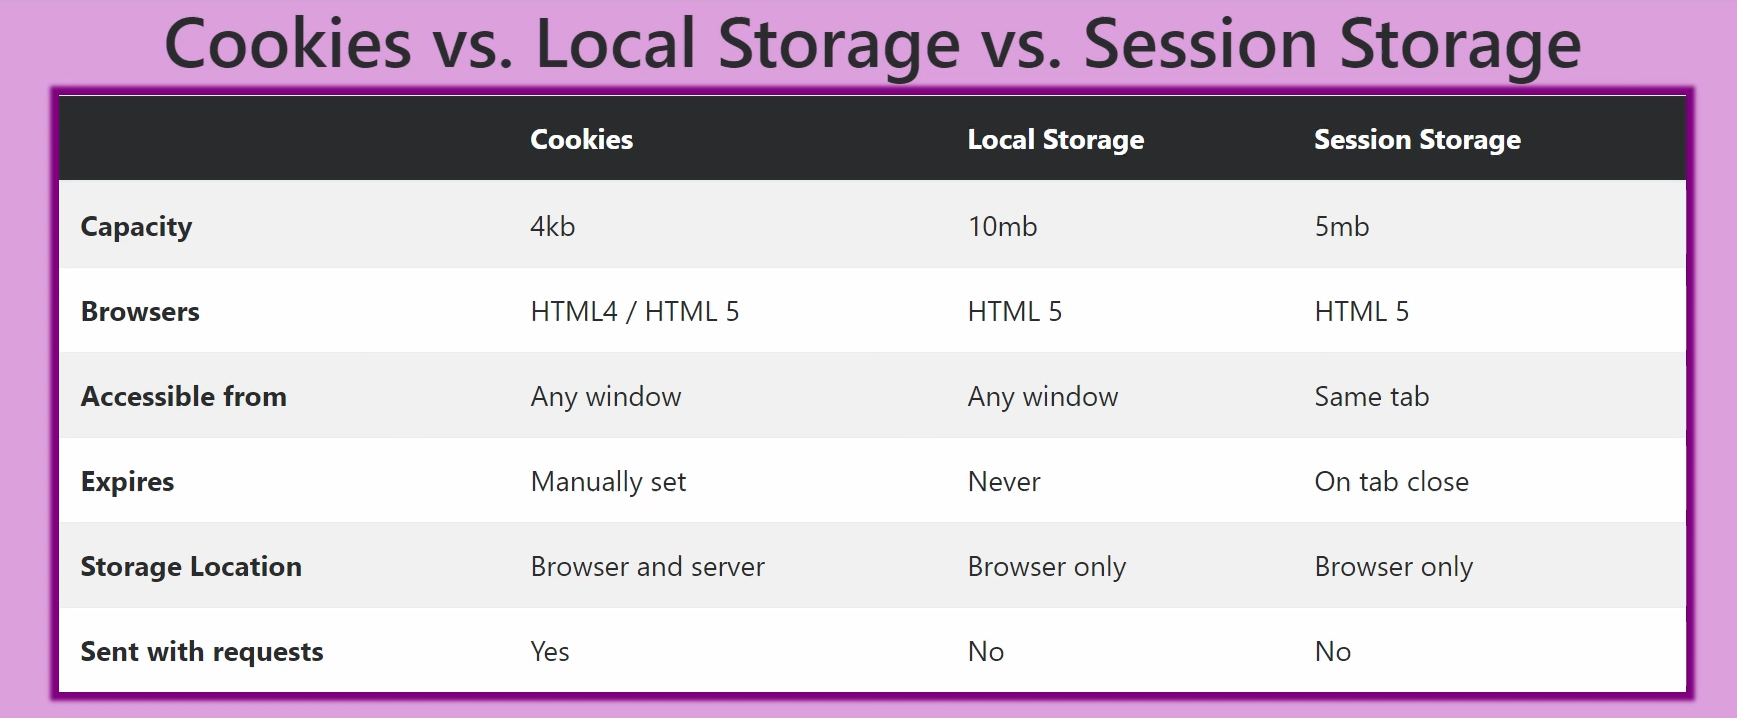 Cookies vs. Local Storage vs. Session Storage
Cookies Local Storage Session Storage
Capacity 4kb 10mb 5mb
Browsers HTML4 / HTML 5 HTML 5 HTML 5
Accessible from Any window Any window Same tab
Expires Manually set Never On tab close
Storage Location Browser and server Browser only Browser only
Sent with requests Yes No No